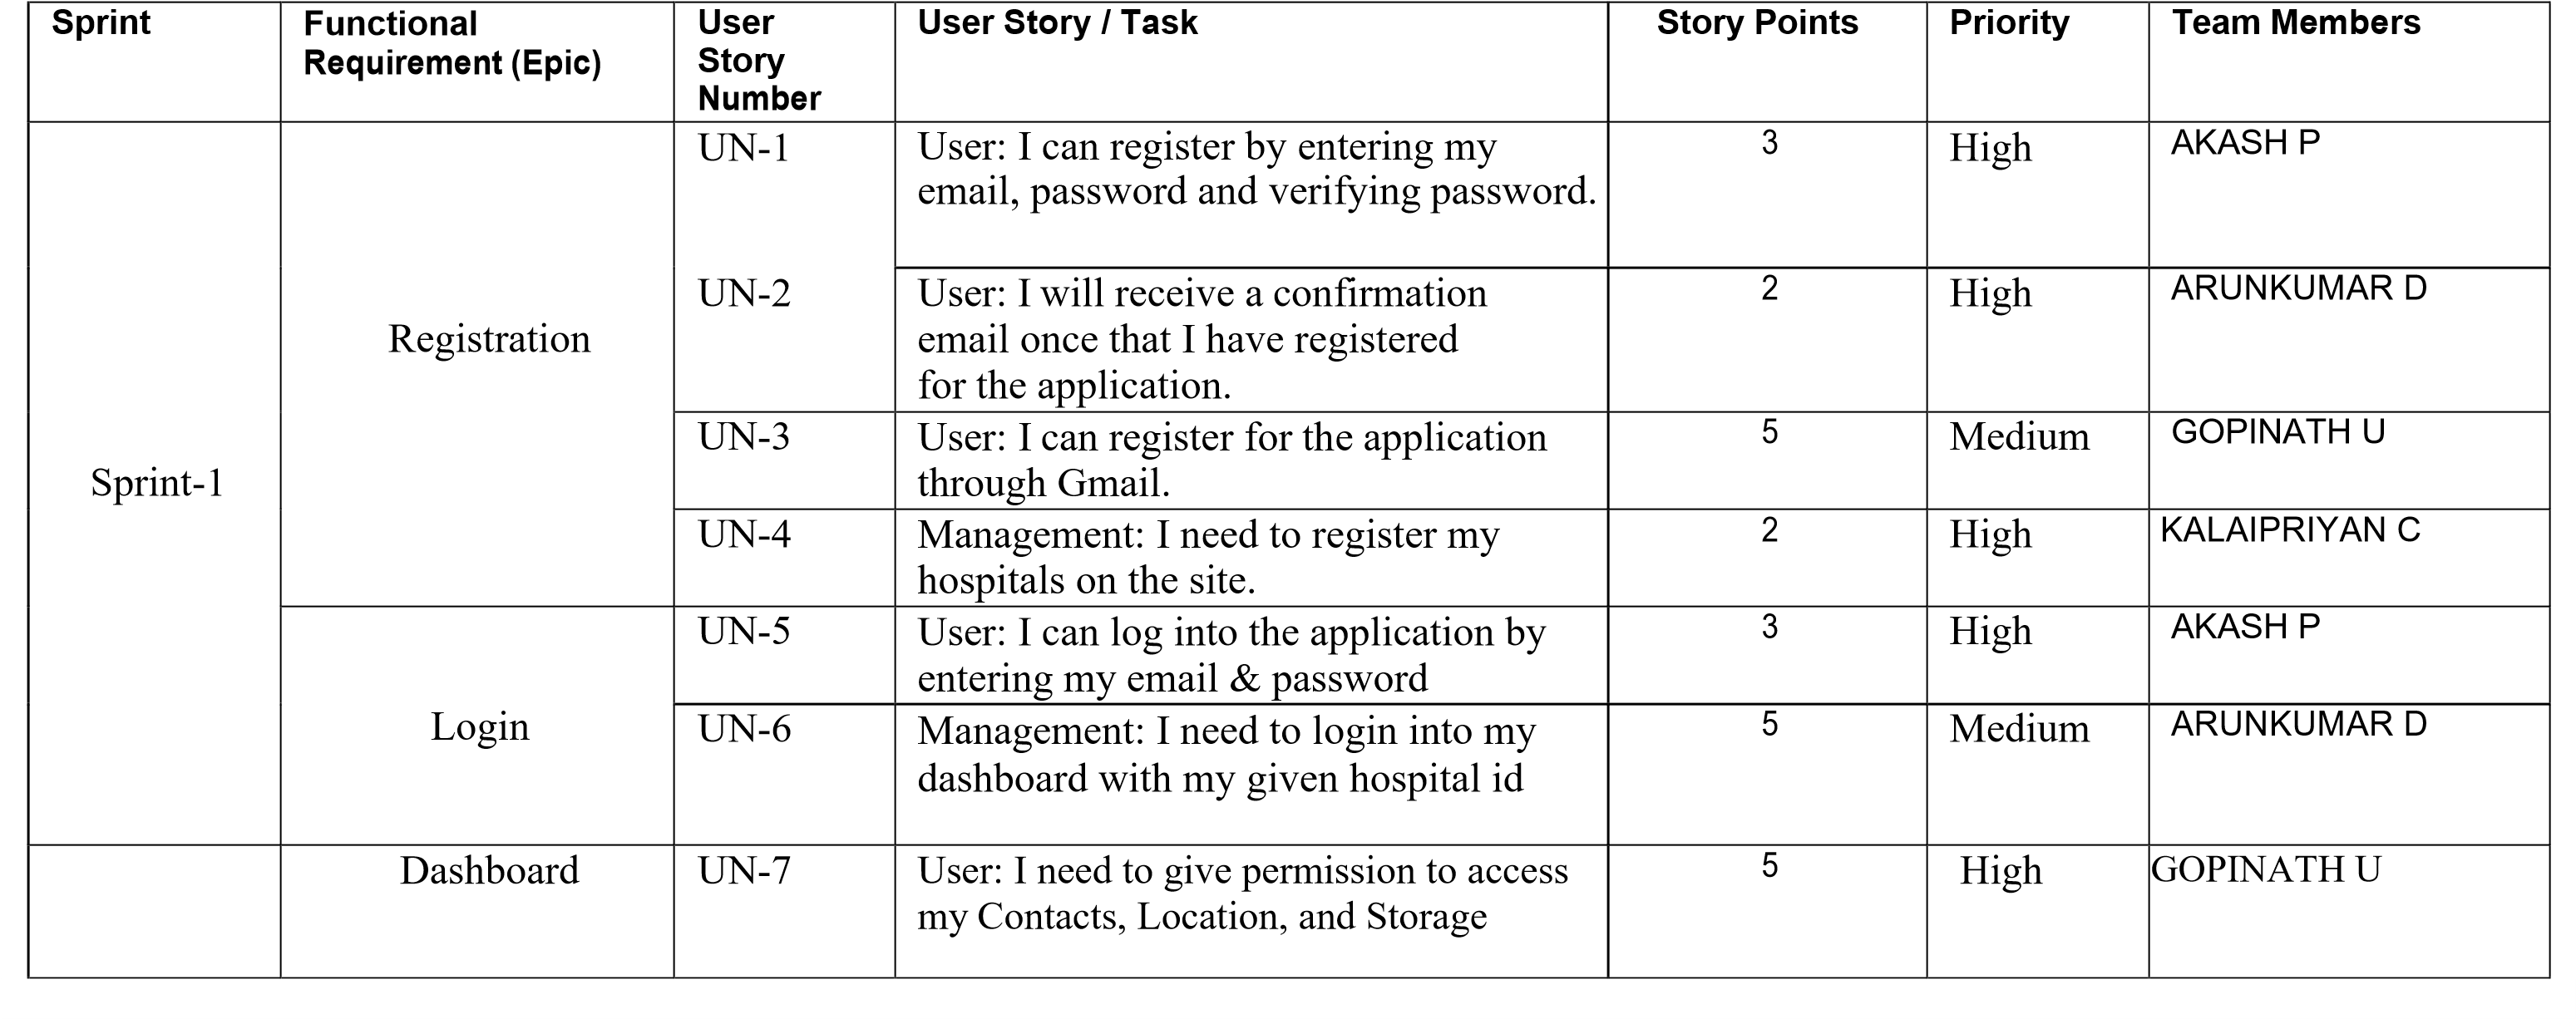 Sprint
Functional
Requirement (Epic)
User
Story
Number
User Story / Task
Story Points
Priority
Team Members
Sprint-1
Registration
UN-1
User: I can register by entering my
email, password and verifying password.
3
High
AKASH P
UN-2
User: I will receive a confirmation
email once that I have registered
for the application.
2
High
ARUNKUMAR D
UN-3
User: I can register for the application
through Gmail.
5
Medium
GOPINATH U
UN-4
Management: I need to register my
hospitals on the site.
2
High
KALAIPRIYAN C
Login
UN-5
User: I can log into the application by
entering my email & password
3
High
AKASH P
UN-6
Management: I need to login into my
dashboard with my given hospital id
5
Medium
ARUNKUMAR D
Dashboard
UN-7
User: I need to give permission to access
my Contacts, Location, and Storage
5
High
GOPINATH U